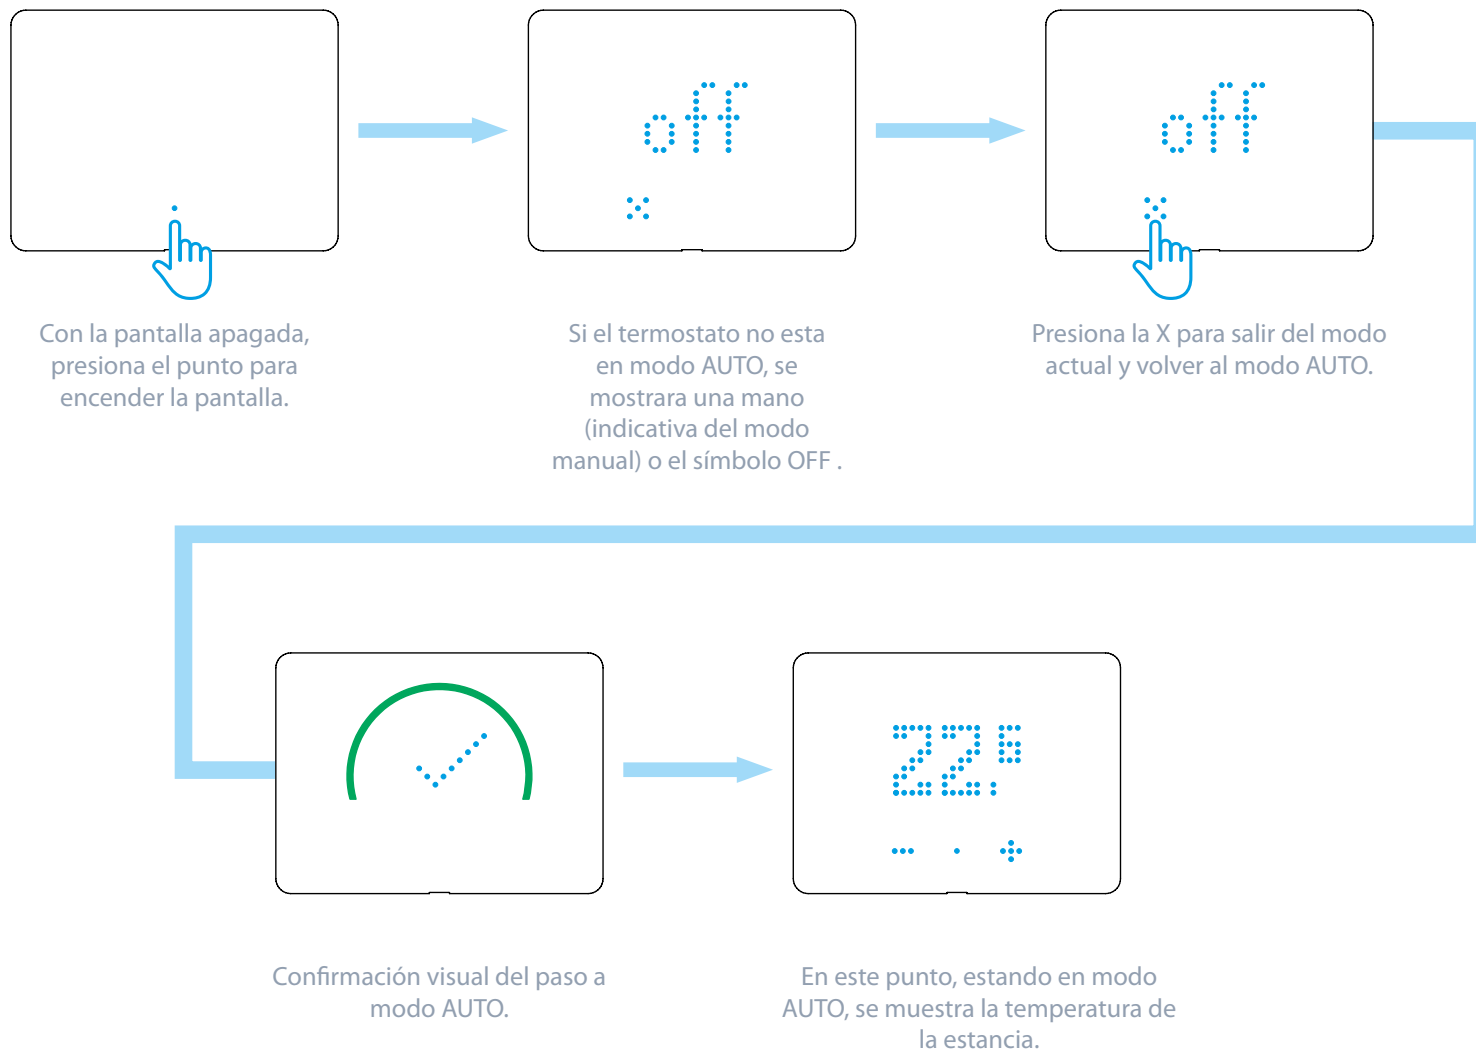 off
off
Con la pantalla apagada,
presiona el punto para
encender la pantalla.
Si el termostato no esta
en modo AUTO, se
mostrara una mano
(indicativa del modo
manual) o el símbolo OFF .
Presiona la X para salir del modo
actual y volver al modo AUTO.
22.6
Confirmación visual del paso a
modo AUTO.
En este punto, estando en modo
AUTO, se muestra la temperatura de
la estancia.